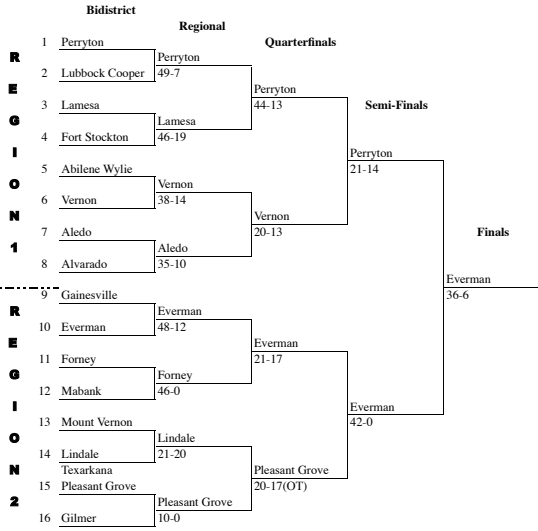 Bidistrict
Regional
Quarterfinals
Semi-Finals
Finals
REGION 1
REGION 2
1 Perryton
Perryton
2 Lubbock Cooper 49-7
Perryton
3 Lamesa 44-13
Lamesa
4 Fort Stockton 46-19
Perryton
5 Abilene Wylie 21-14
Vernon
6 Vernon 38-14
Vernon
7 Aledo 20-13
Aledo
8 Alvarado 35-10
Everman
9 Gainesville 36-6
Everman
10 Everman 48-12
Everman
11 Forney 21-17
Forney
12 Mabank 46-0
Everman
13 Mount Vernon 42-0
Lindale
14 Lindale 21-20
Texarkana Pleasant Grove
15 Pleasant Grove 20-17(OT)
Pleasant Grove
16 Gilmer 10-0